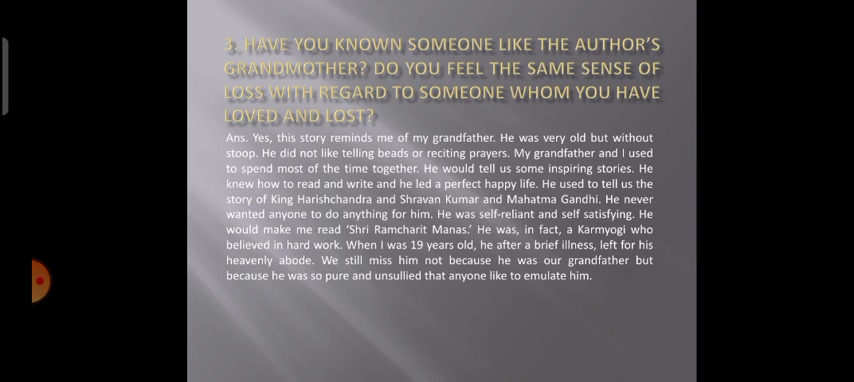 3. HAVE YOU KNOWN SOMEONE LIKE THE AUTHOR'S
GRANDMOTHER? DO YOU FEEL THE SAME SENSE OF
LOSS WITH REGARD TO SOMEONE WHOM YOU HAVE
LOVED AND LOST?
Ans. Yes, this story reminds me of my grandfather. He was very old but without
stoop. He did not like telling beads or reciting prayers. My grandfather and I used
to spend most of the time together. He would tell us some inspiring stories. He
knew how to read and write and he led a perfect happy life. He used to tell us the
story of King Harishchandra and Shravan Kumar and Mahatma Gandhi. He never
wanted anyone to do anything for him. He was self-reliant and self satisfying. He
would make me read 'Shri Ramcharit Manas.' He was, in fact, a Karmyogi who
believed in hard work. When I was 19 years old, he after a brief illness, left for his
heavenly abode. We still miss him not because he was our grandfather but
because he was so pure and unsullied that anyone like to emulate him.